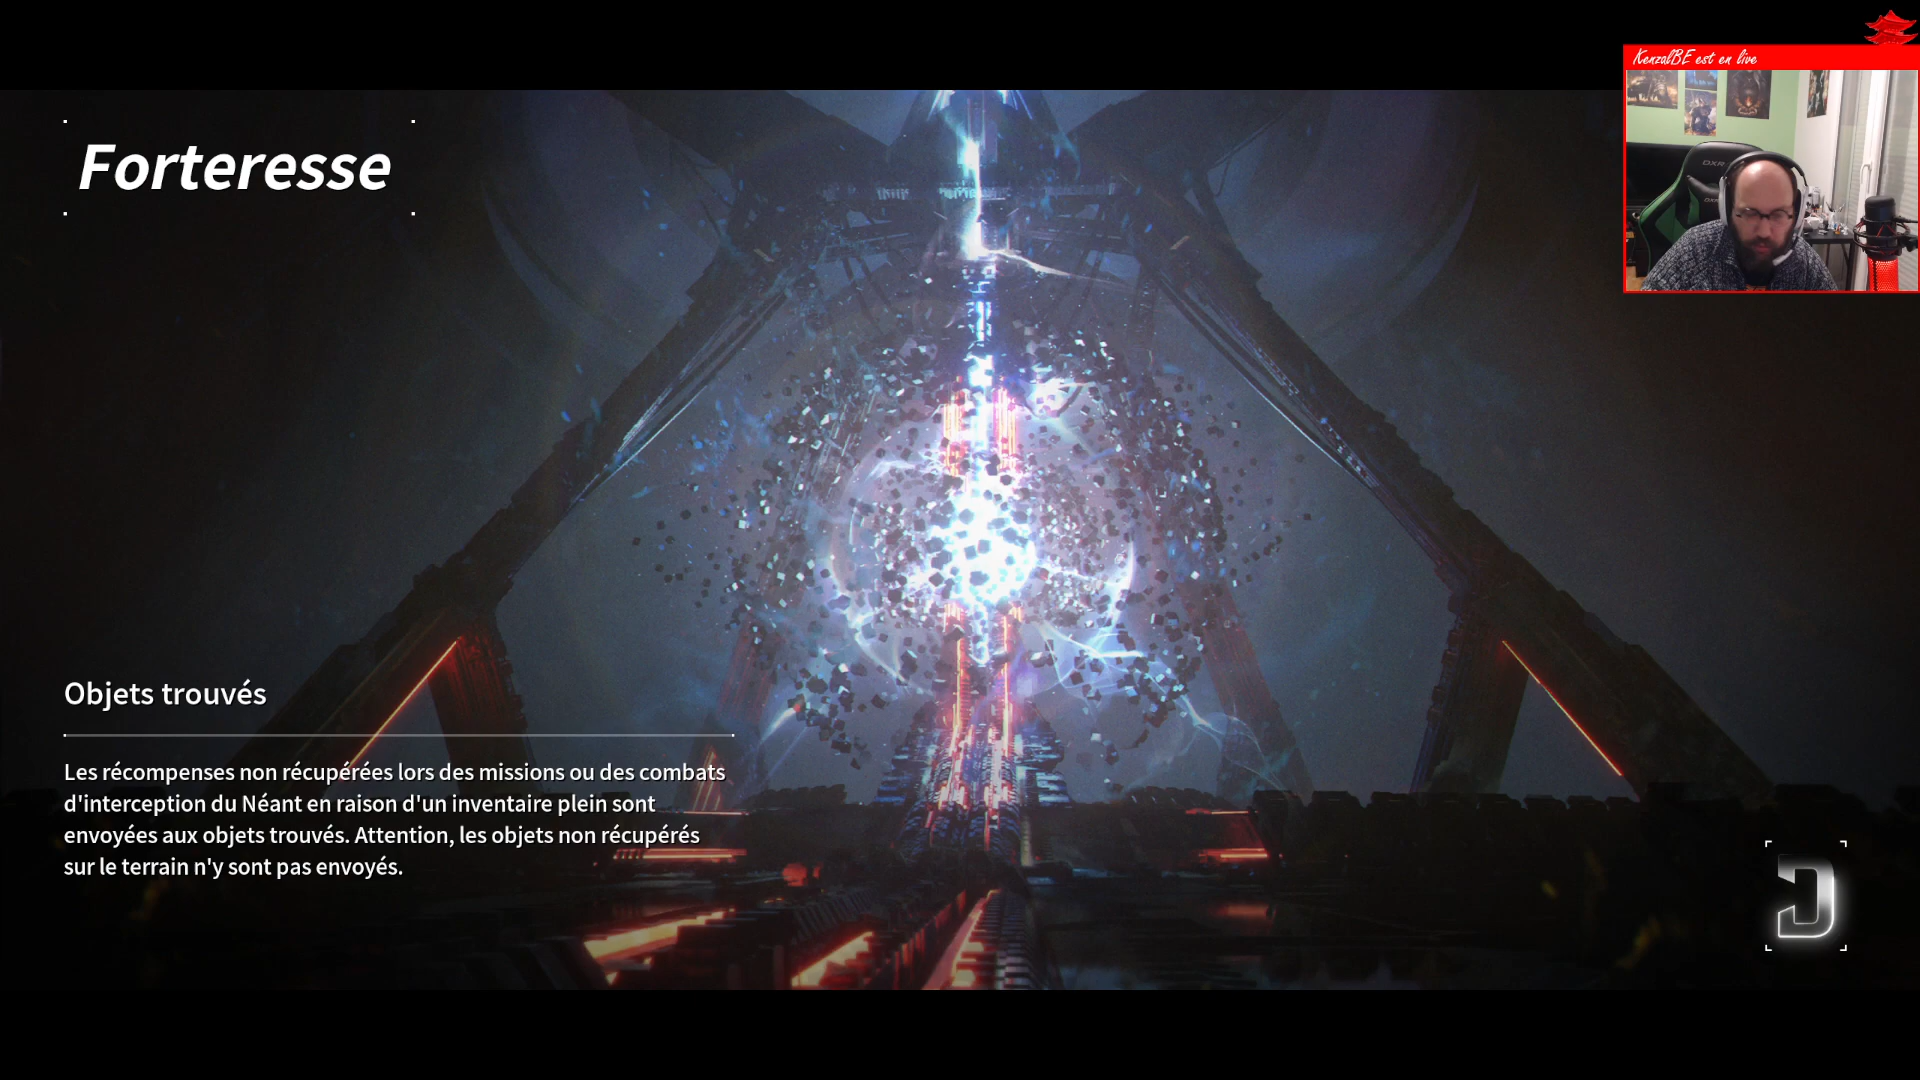 KenzalBE est en live
Forteresse
Objets trouvés
Les récompenses non récupérées lors des missions ou des combats
d'interception du Néant en raison d'un inventaire plein sont
envoyées aux objets trouvés. Attention, les objets non récupérés
sur le terrain n'y sont pas envoyés.